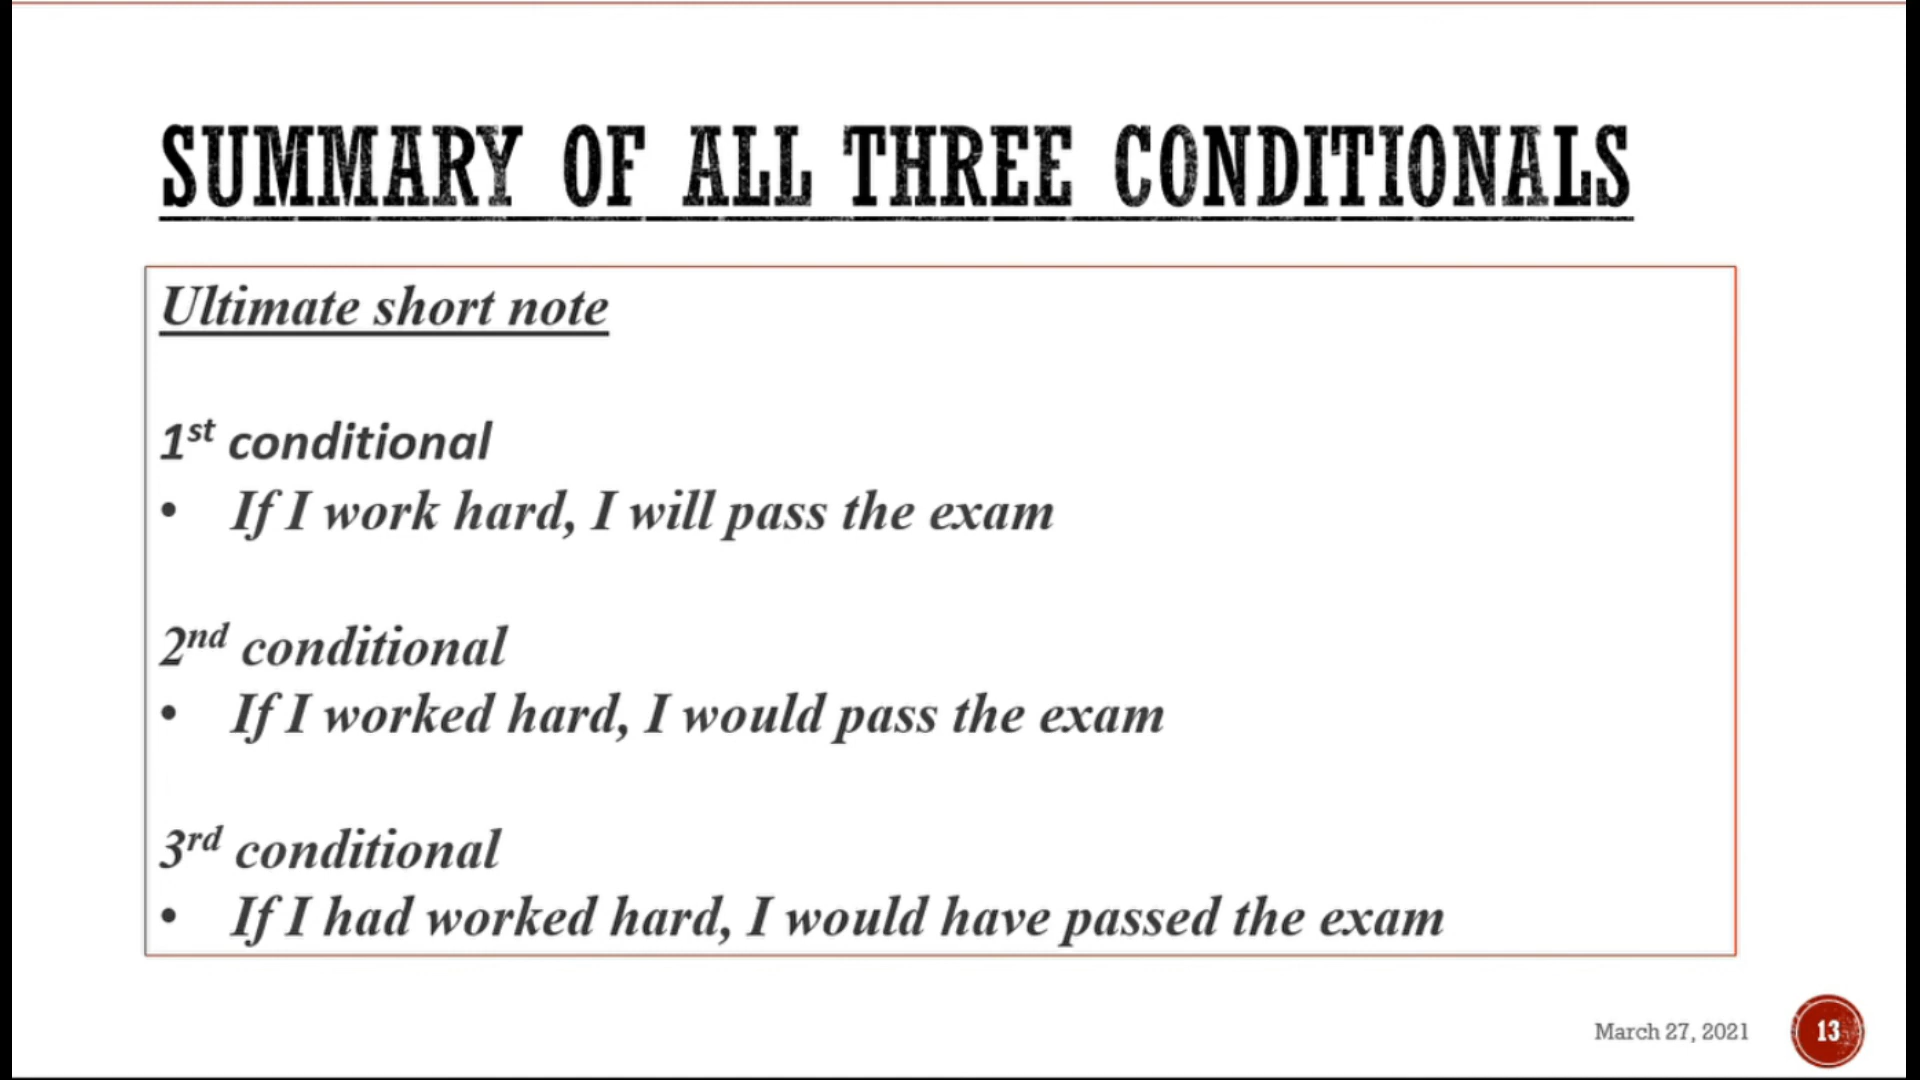 SUMMARY OF ALL THREE CONDITIONALS
Ultimate short note
1st conditional
• If I work hard, I will pass the exam
2nd conditional
• If I worked hard, I would pass the exam
3rd conditional
• If I had worked hard, I would have passed the exam
March 27, 2021
13